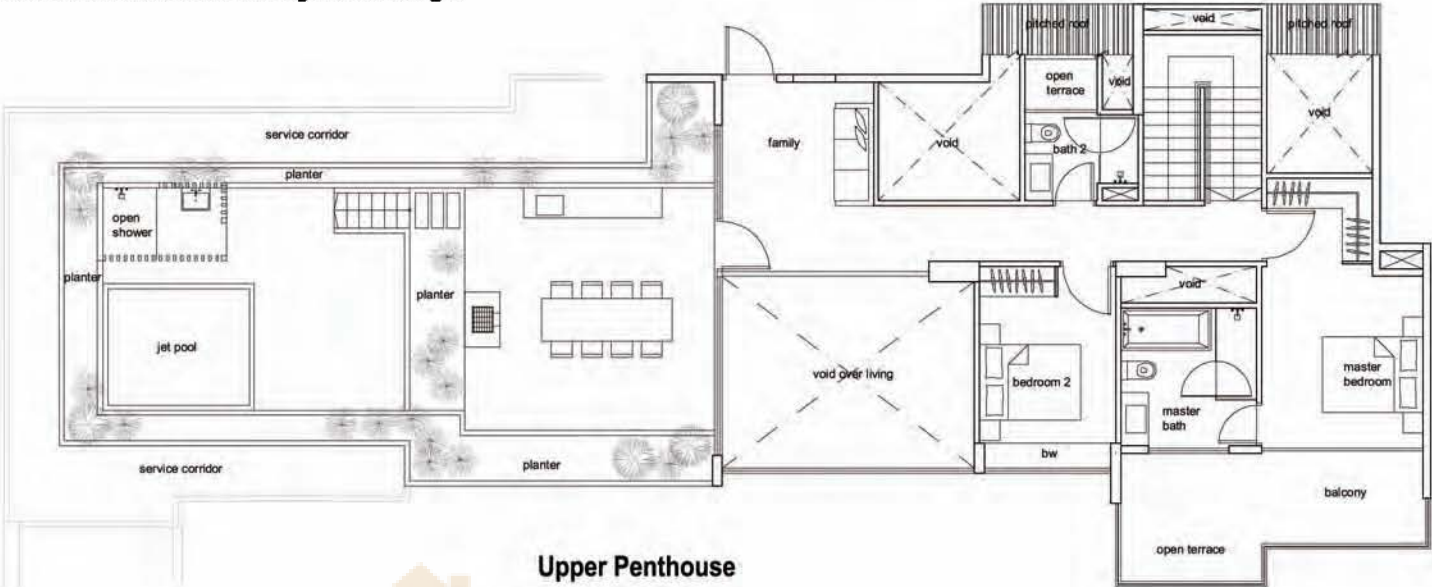 pitched roof
void
pitched roof
open
terrace
void
void
service corridor
family
void
bath 2
planter
open
shower
planter
planter
void
jet pool
void over living
bedroom 2
master
bedroom
master
bath
bw
service corridor
planter
balcony
open terrace
Upper Penthouse